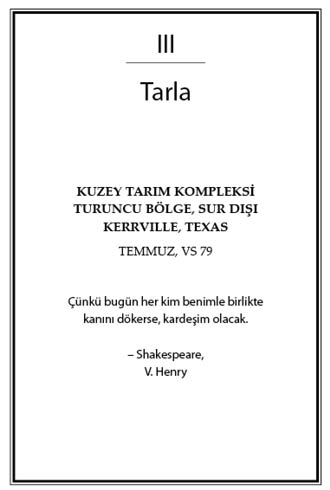 III
Tarla
KUZEY TARIM KOMPLEKSİ
TURUNCU BÖLGE, SUR DIŞI
KERRVILLE, TEXAS
TEMMUZ, VS 79
Çünkü bugün her kim benimle birlikte
kanını dökerse, kardeşim olacak.
– Shakespeare,
V. Henry